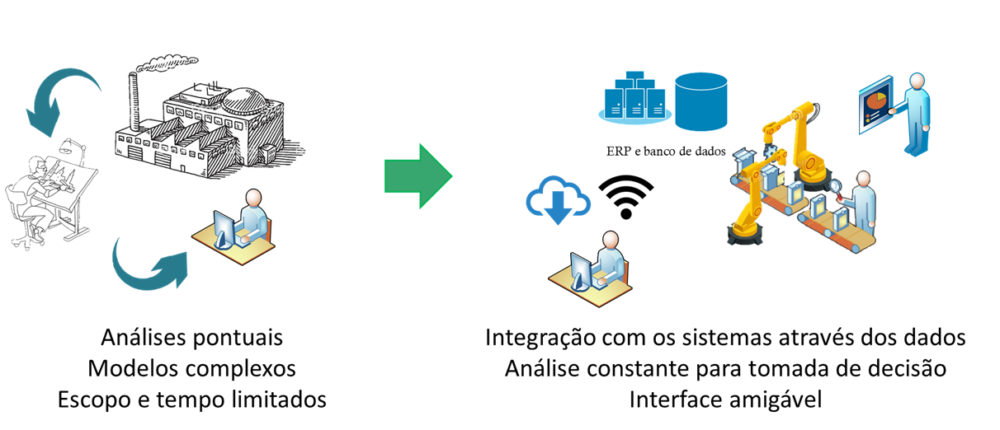 ERP e banco de dados
Análises pontuais
Modelos complexos
Escopo e tempo limitados
Integração com os sistemas através dos dados
Análise constante para tomada de decisão
Interface amigável